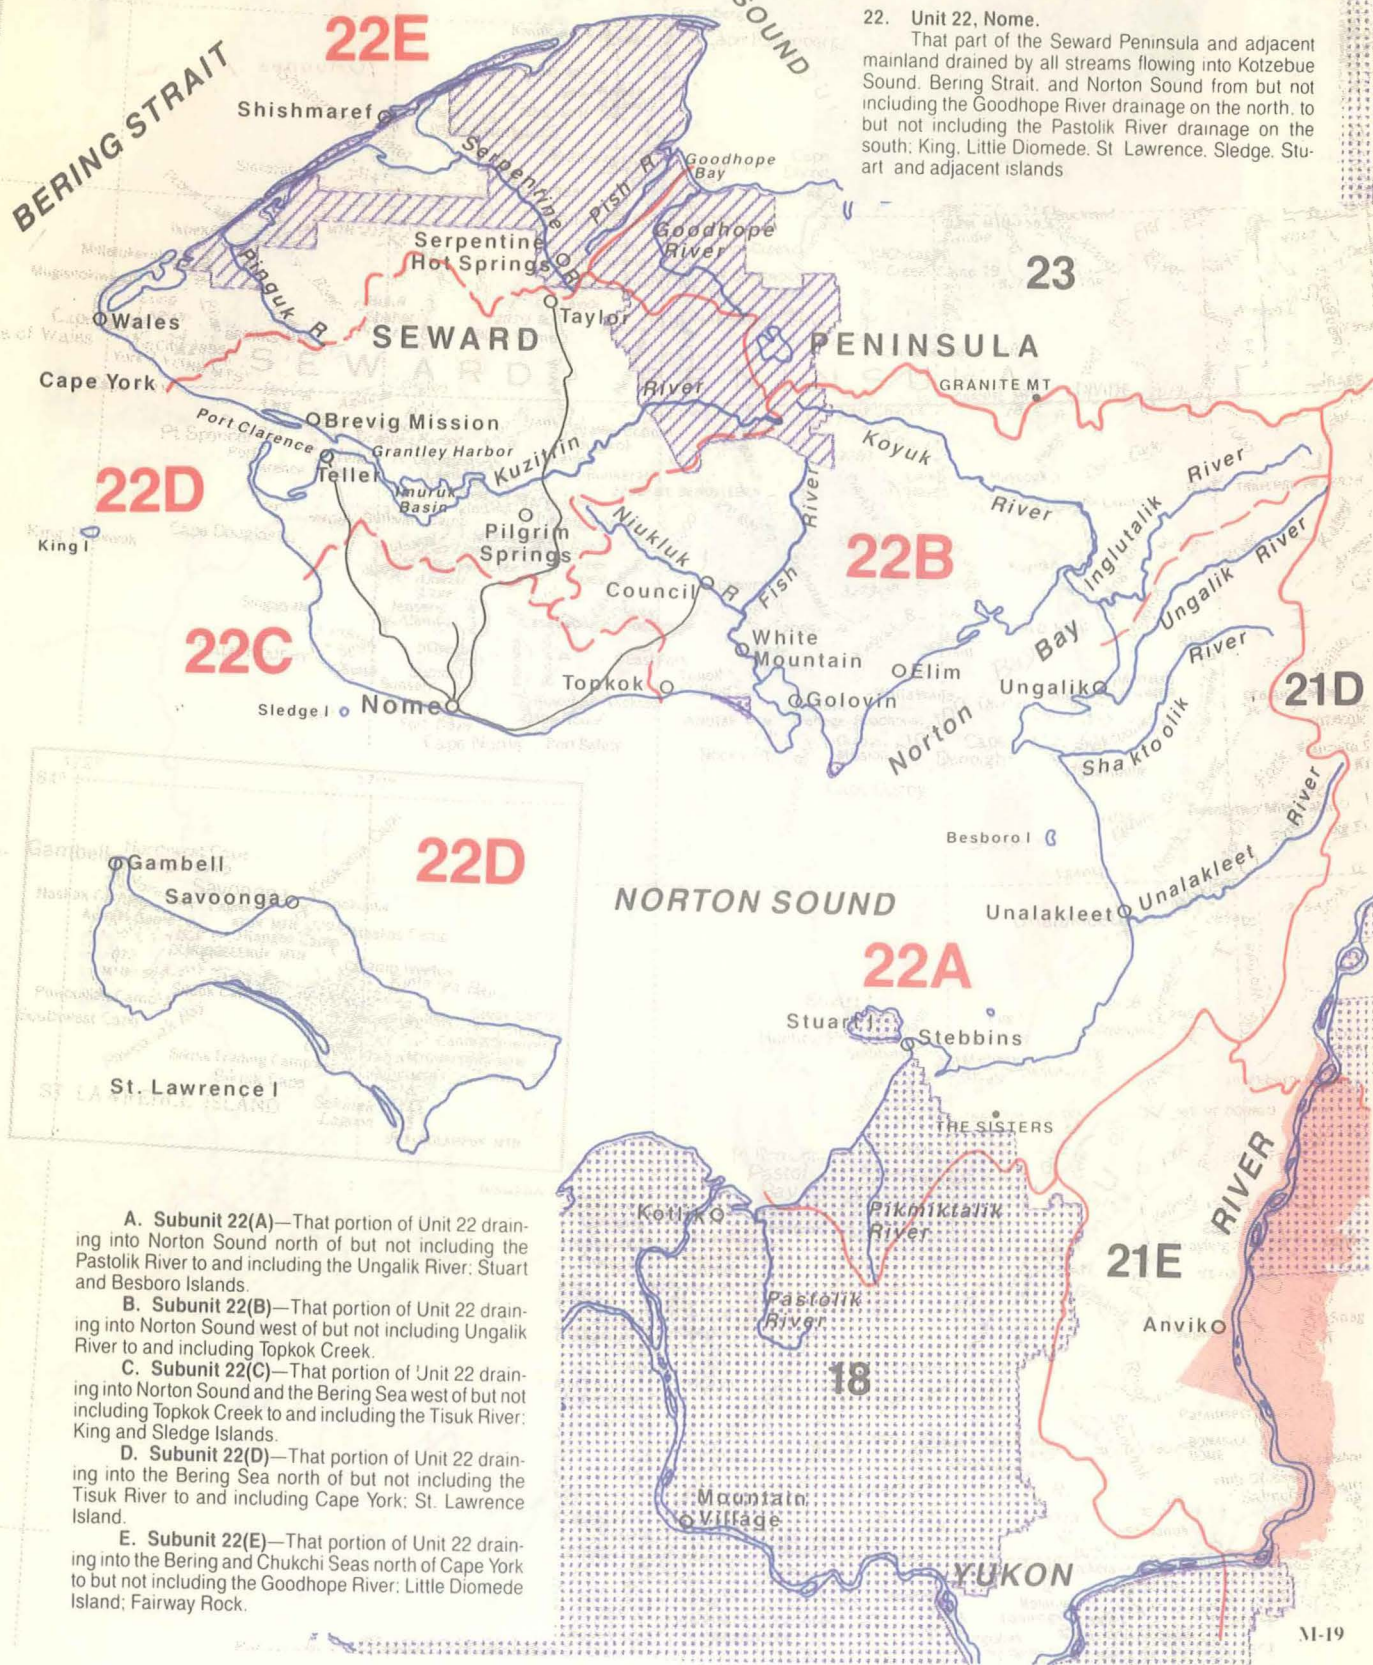 22. Unit 22, Nome.
That part of the Seward Peninsula and adjacent
mainland drained by all streams flowing into Kotzebue
Sound, Bering Strait, and Norton Sound from but not
including the Goodhope River drainage on the north, to
but not including the Pastolik River drainage on the
south; King, Little Diomede, St Lawrence, Sledge, Stu-
art and adjacent islands
SOUND
22E
BERING STRAIT
Shishmaref
Serpentine
R
Pish R
Goodhope
Bay
Goodhope
River
Serpentine
Hot Springs
Pinguk R
23
Wales
Taylor
SEWARD
PENINSULA
Cape York
River
GRANITE MT
Brevig Mission
Port Clarence
Grantley Harbor
Kuzitrin
Teller
Imuruk
Basin
Koyuk
River
River
Inglutalik
River
22D
King I
Pilgrim
Springs
Niukluk
R
Fish
22B
Ungalik River
Council
22C
White
Mountain
Elim
Bay
River
Topkok
Golovin
Ungalik
21D
Sledge I
Nome
Norton
Shaktoolik
River
Besboro I
22D
Gambell
Savoonga
NORTON SOUND
Unalakleet
Unalakleet
22A
Stuart I
Stebbins
St. Lawrence I
THE SISTERS
RIVER
Kotlik
Pikmiktalik
River
21E
Pastolik
River
Anvik
18
Mountain
Village
YUKON
A. Subunit 22(A)—That portion of Unit 22 drain-
ing into Norton Sound north of but not including the
Pastolik River to and including the Ungalik River; Stuart
and Besboro Islands.
B. Subunit 22(B)—That portion of Unit 22 drain-
ing into Norton Sound west of but not including Ungalik
River to and including Topkok Creek.
C. Subunit 22(C)—That portion of Unit 22 drain-
ing into Norton Sound and the Bering Sea west of but not
including Topkok Creek to and including the Tisuk River;
King and Sledge Islands.
D. Subunit 22(D)—That portion of Unit 22 drain-
ing into the Bering Sea north of but not including the
Tisuk River to and including Cape York; St. Lawrence
Island.
E. Subunit 22(E)—That portion of Unit 22 drain-
ing into the Bering and Chukchi Seas north of Cape York
to but not including the Goodhope River; Little Diomede
Island; Fairway Rock.
M-19